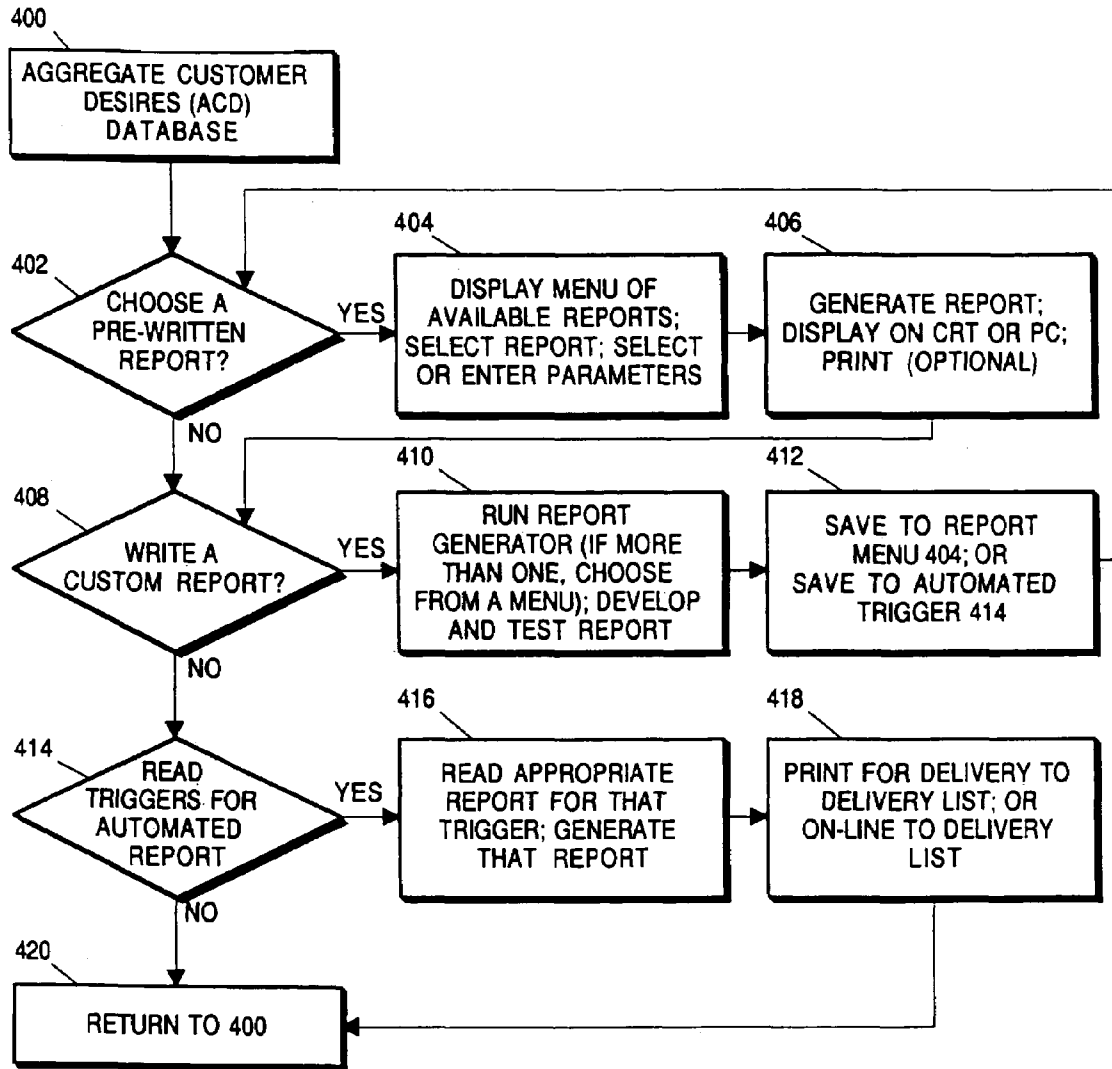 400
AGGREGATE CUSTOMER
DESIRES (ACD)
DATABASE
402
CHOOSE A
PRE-WRITTEN
REPORT?
YES
NO
404
DISPLAY MENU OF
AVAILABLE REPORTS;
SELECT REPORT; SELECT
OR ENTER PARAMETERS
406
GENERATE REPORT;
DISPLAY ON CRT OR PC;
PRINT (OPTIONAL)
408
WRITE A
CUSTOM REPORT?
YES
NO
410
RUN REPORT
GENERATOR (IF MORE
THAN ONE, CHOOSE
FROM A MENU); DEVELOP
AND TEST REPORT
412
SAVE TO REPORT
MENU 404; OR
SAVE TO AUTOMATED
TRIGGER 414
414
READ
TRIGGERS FOR
AUTOMATED
REPORT
YES
NO
416
READ APPROPRIATE
REPORT FOR THAT
TRIGGER; GENERATE
THAT REPORT
418
PRINT FOR DELIVERY TO
DELIVERY LIST; OR
ON-LINE TO DELIVERY
LIST
420
RETURN TO 400